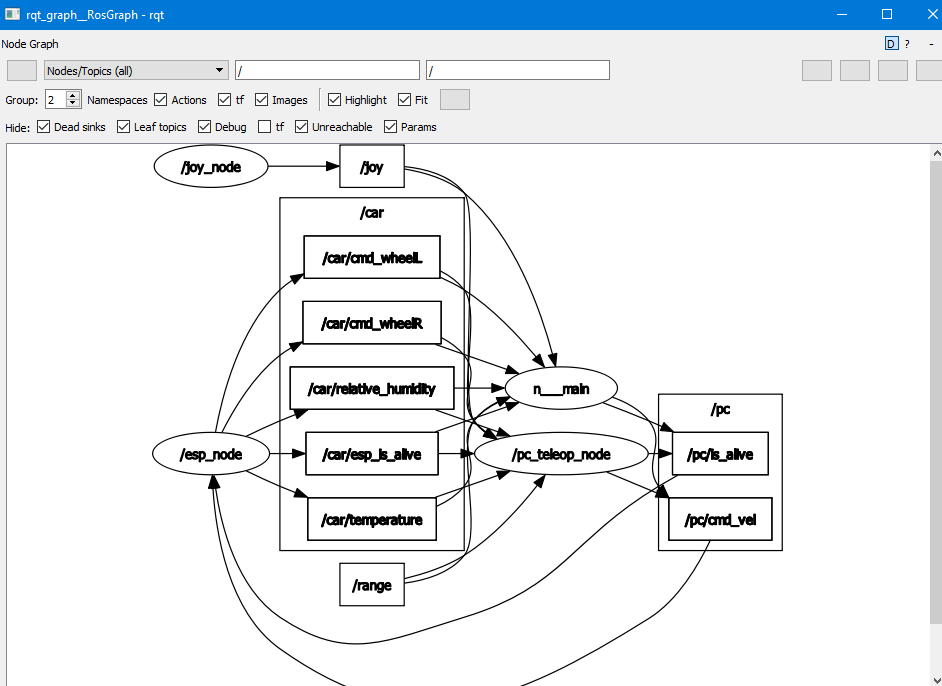 rqt_graph__RosGraph - rqt
Node Graph
D ? -
Nodes/Topics (all) / /
Group: 2 Namespaces Actions tf Images Highlight Fit
Hide: Dead sinks Leaf topics Debug tf Unreachable Params
/joy_node
/joy
/car
/car/cmd_wheelL
/car/cmd_wheelR
/car/relative_humidity
n___main
/pc
/esp_node
/car/esp_is_alive
/pc_teleop_node
/pc/is_alive
/car/temperature
/pc/cmd_vel
/range